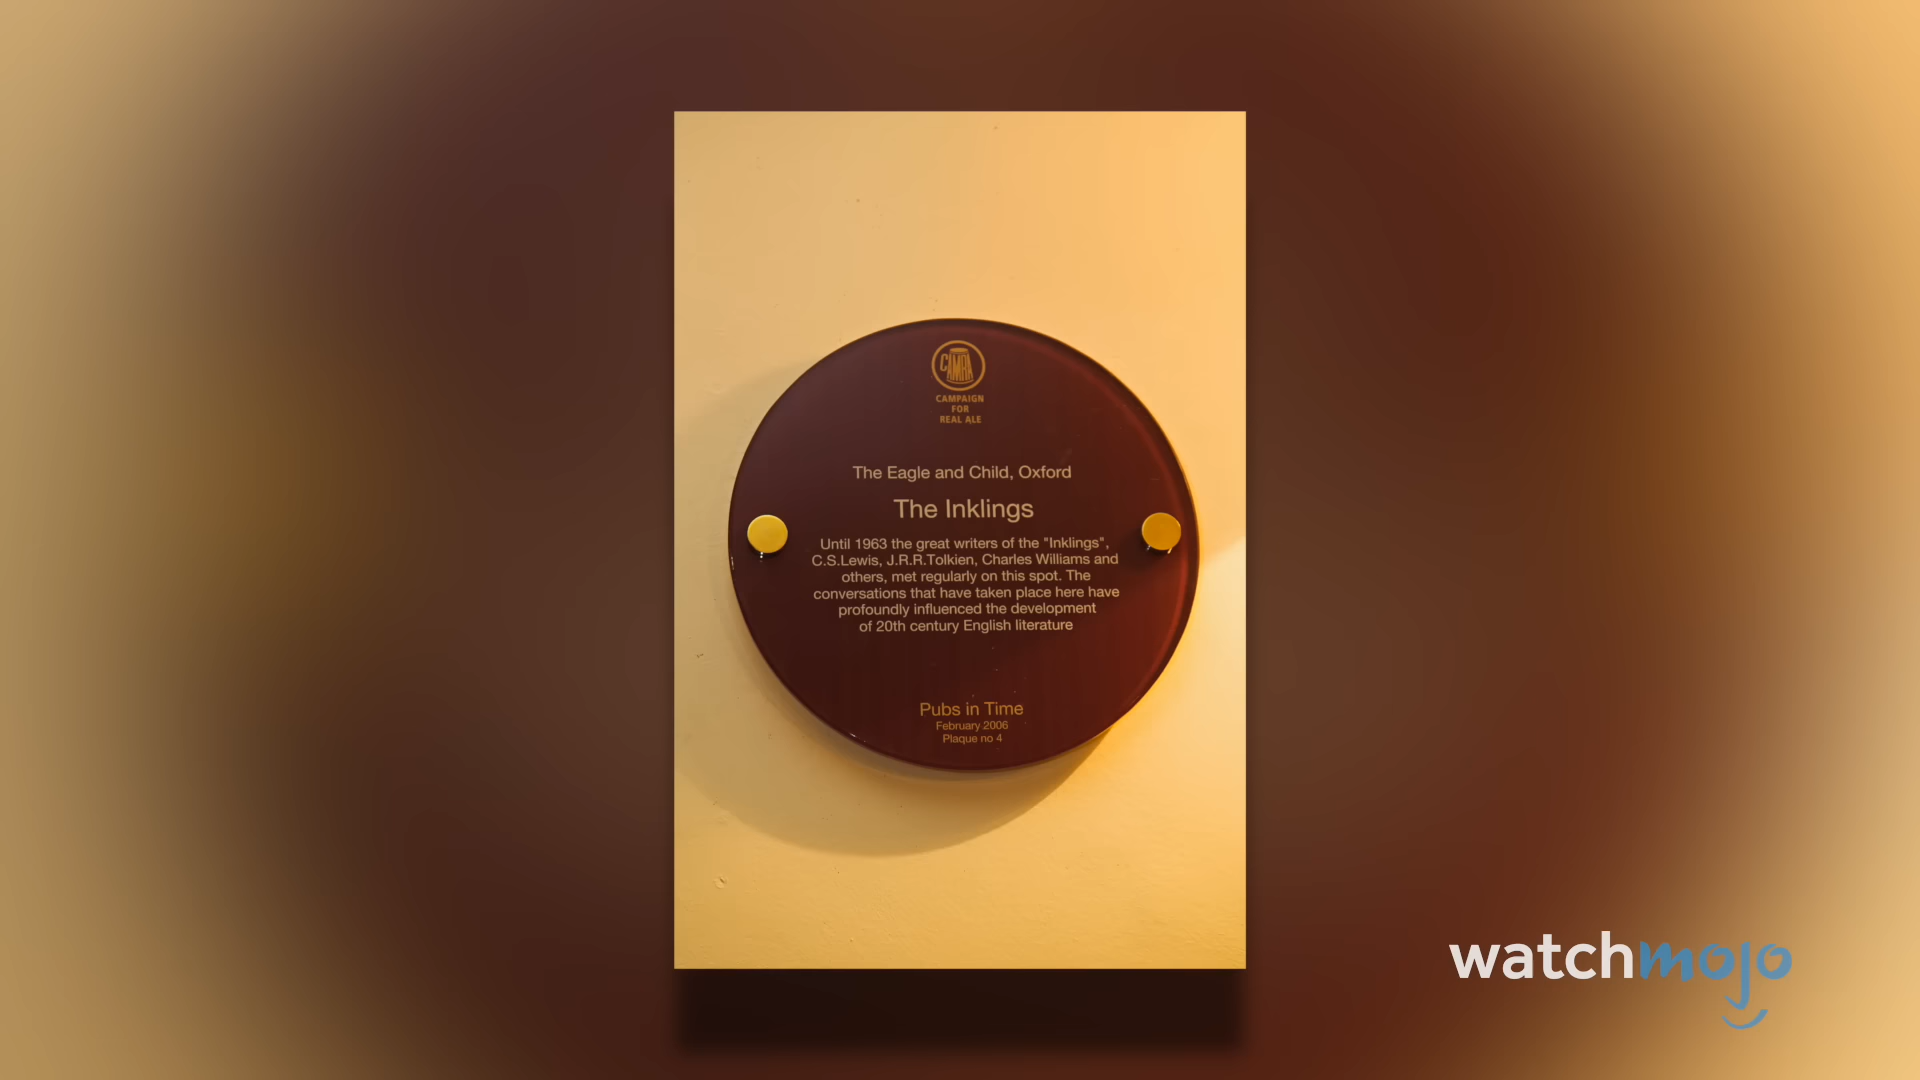 CAMRA
CAMPAIGN
FOR
REAL ALE
The Eagle and Child, Oxford
The Inklings
Until 1963 the great writers of the "Inklings",
C.S.Lewis, J.R.R.Tolkien, Charles Williams and
others, met regularly on this spot. The
conversations that have taken place here have
profoundly influenced the development
of 20th century English literature
Pubs in Time
February 2006
Plaque no 4
watchmojo